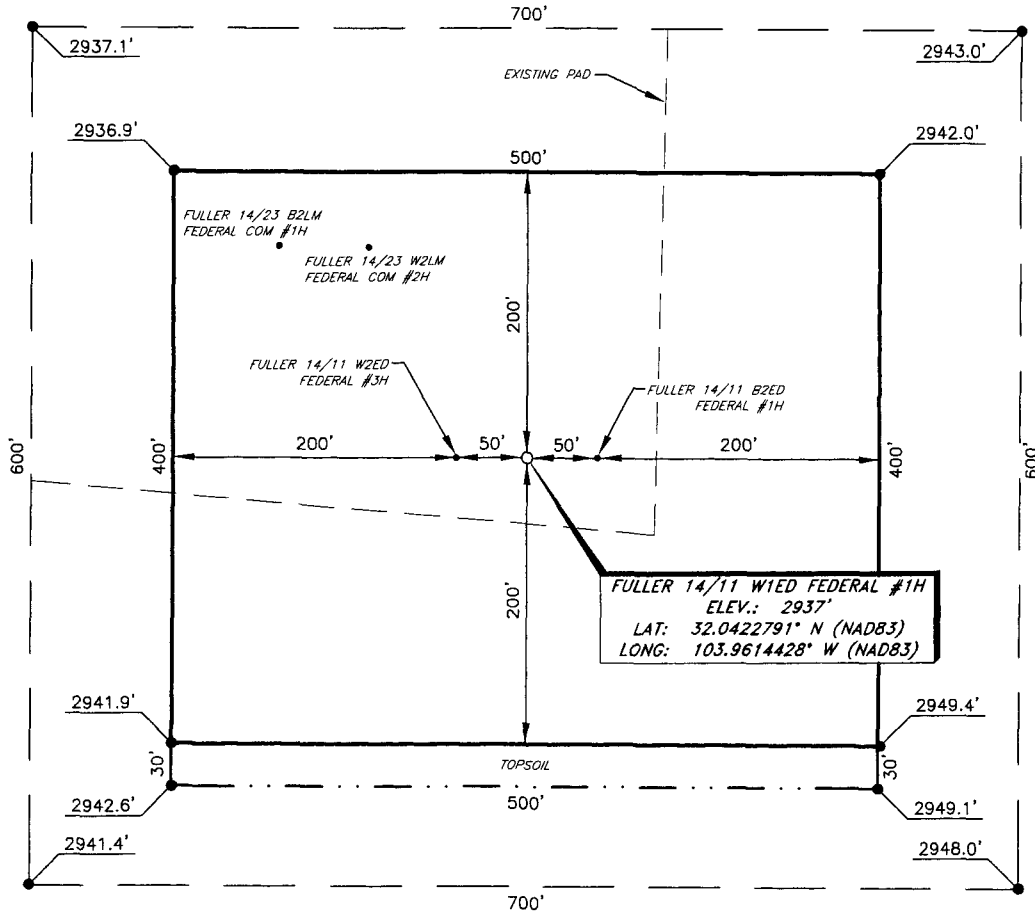 700'
2937.1'
2943.0'
EXISTING PAD
2936.9'
2942.0'
500'
FULLER 14/23 B2LM
FEDERAL COM #1H
FULLER 14/23 W2LM
FEDERAL COM #2H
200'
FULLER 14/11 W2ED
FEDERAL #3H
FULLER 14/11 B2ED
FEDERAL #1H
600'
400'
200'
50'
50'
200'
400'
600'
200'
FULLER 14/11 W1ED FEDERAL #1H
ELEV.: 2937'
LAT: 32.0422791° N (NAD83)
LONG: 103.9614428° W (NAD83)
2941.9'
2949.4'
30'
TOPSOIL
30'
2942.6'
500'
2949.1'
2941.4'
2948.0'
700'